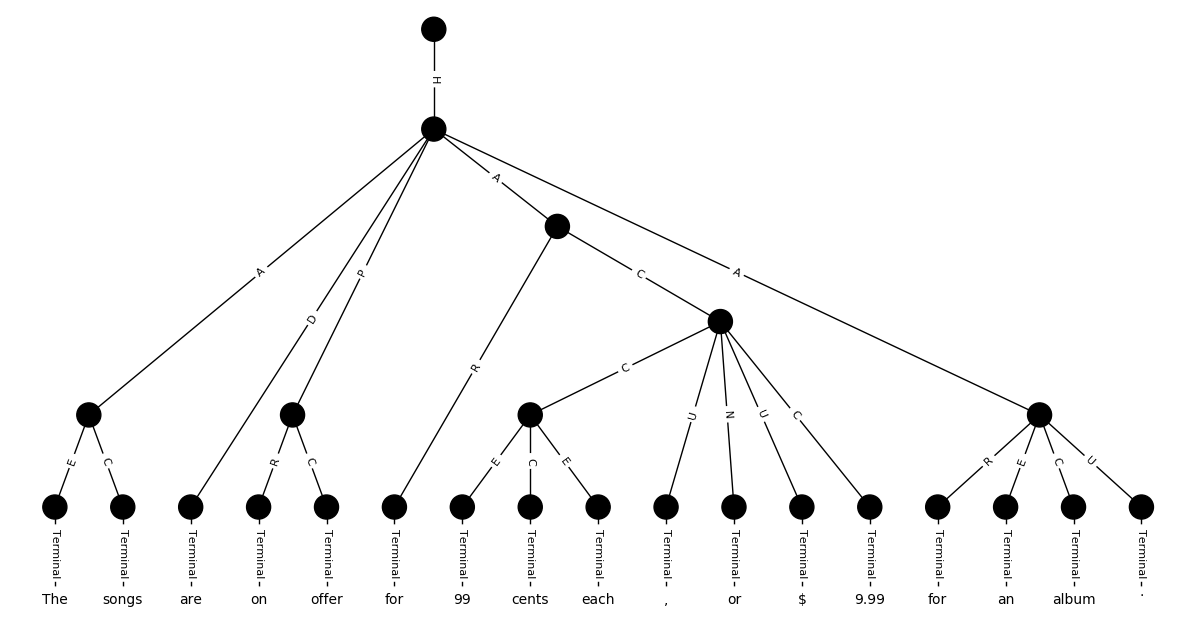 H
A
A
C
A
P
D
R
C
E
C
R
C
E
C
E
U
N
U
C
R
E
C
U
Terminal Terminal Terminal Terminal Terminal Terminal Terminal Terminal Terminal Terminal Terminal Terminal Terminal Terminal Terminal Terminal Terminal
The songs are on offer for 99 cents each , or $ 9.99 for an album .